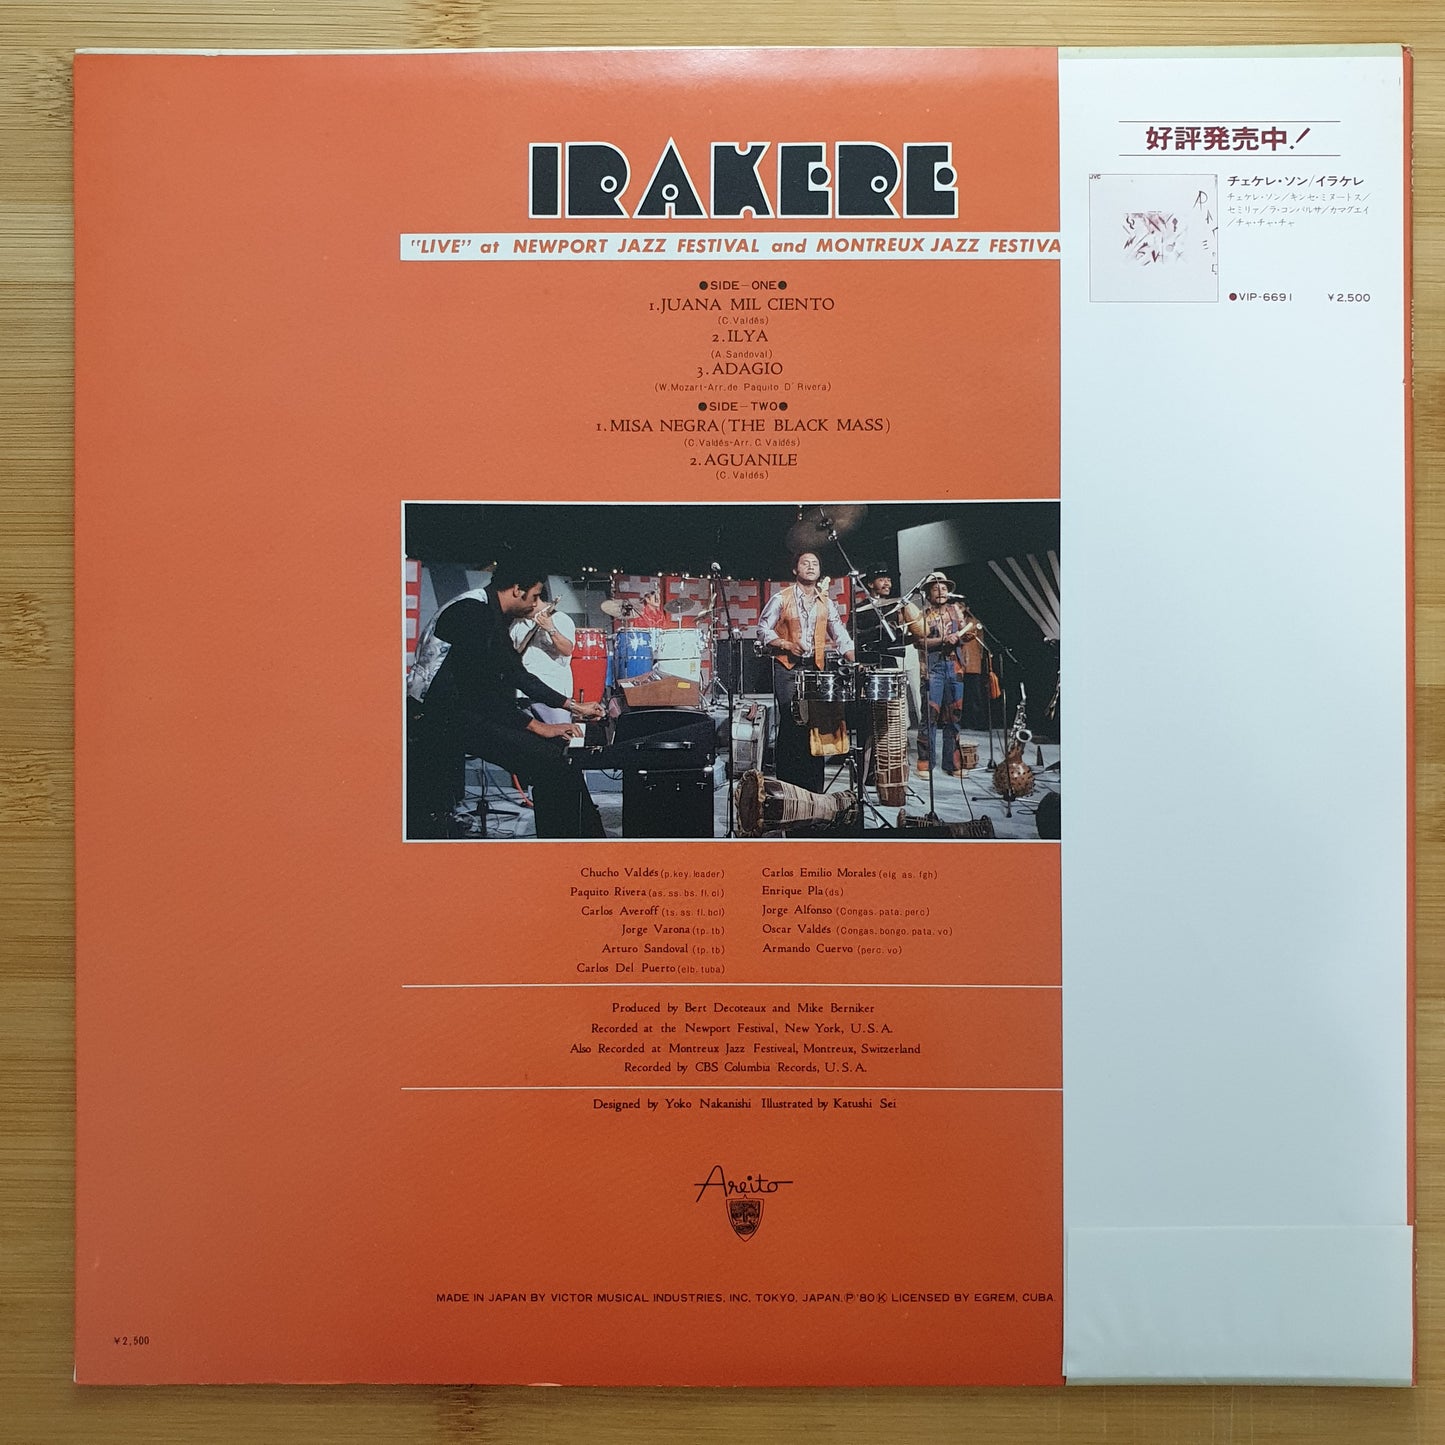 IRAKERE
"LIVE" at NEWPORT JAZZ FESTIVAL and MONTREUX JAZZ FESTIVA
●SIDE-ONE●
1.JUANA MIL CIENTO
(C.Valdés)
2.ILYA
(A.Sandoval)
3.ADAGIO
(W.Mozart-Arr.de. Paquito D' Rivera)
●SIDE-TWO●
1.MISA NEGRA(THE BLACK MASS)
(C.Valdés-Arr. C. Valdés)
2.AGUANILE
(C. Valdés)
Chucho Valdés(p.key.leader)
Paquito Rivera(as.ss.bs.fl.cl)
Carlos Averoff(ts.ss.fl.bcl)
Jorge Varona(tp.tb)
Arturo Sandoval(tp.tb)
Carlos Del Puerto(elb.tuba)
Carlos Emilio Morales(elg as.fgh)
Enrique Pla(ds)
Jorge Alfonso (Congas.pata.perc)
Oscar Valdés (Congas.bongo.pata.vo)
Armando Cuervo (perc.vo)
Produced by Bert Decoteaux and Mike Berniker
Recorded at the Newport Festival, New York, U.S.A.
Also Recorded at Montreux Jazz Festiveal, Montreux, Switzerland
Recorded by CBS Columbia Records, U.S.A.
Designed by Yoko Nakanishi Illustrated by Katushi Sei
Areito
MADE IN JAPAN BY VICTOR MUSICAL INDUSTRIES, INC, TOKYO, JAPAN.Ⓟ'80Ⓚ LICENSED BY EGREM, CUBA.
¥2,500
好評発売中!
JVC
チェケレ・ソン/イラケレ
チェケレ・ソン/キンセ・ミヌートス/
セミリァ/ラ・コンパルサ/カマグエイ
/チャ・チャ・チャ
●VIP-6691 ¥2,500